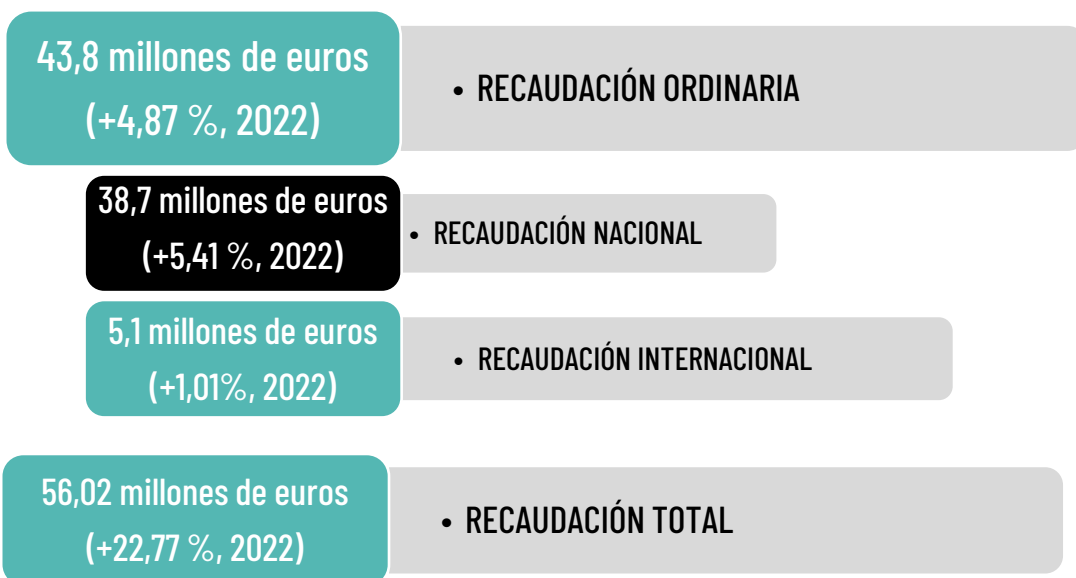 43,8 millones de euros
(+4,87 %, 2022)
• RECAUDACIÓN ORDINARIA
38,7 millones de euros
(+5,41 %, 2022)
• RECAUDACIÓN NACIONAL
5,1 millones de euros
(+1,01%, 2022)
• RECAUDACIÓN INTERNACIONAL
56,02 millones de euros
(+22,77 %, 2022)
• RECAUDACIÓN TOTAL